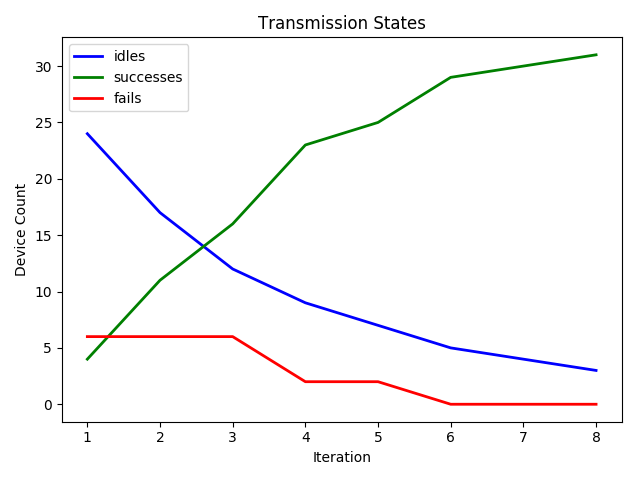 Transmission States
idles
successes
fails
30
25
20
15
10
5
0
Device Count
1 2 3 4 5 6 7 8
Iteration